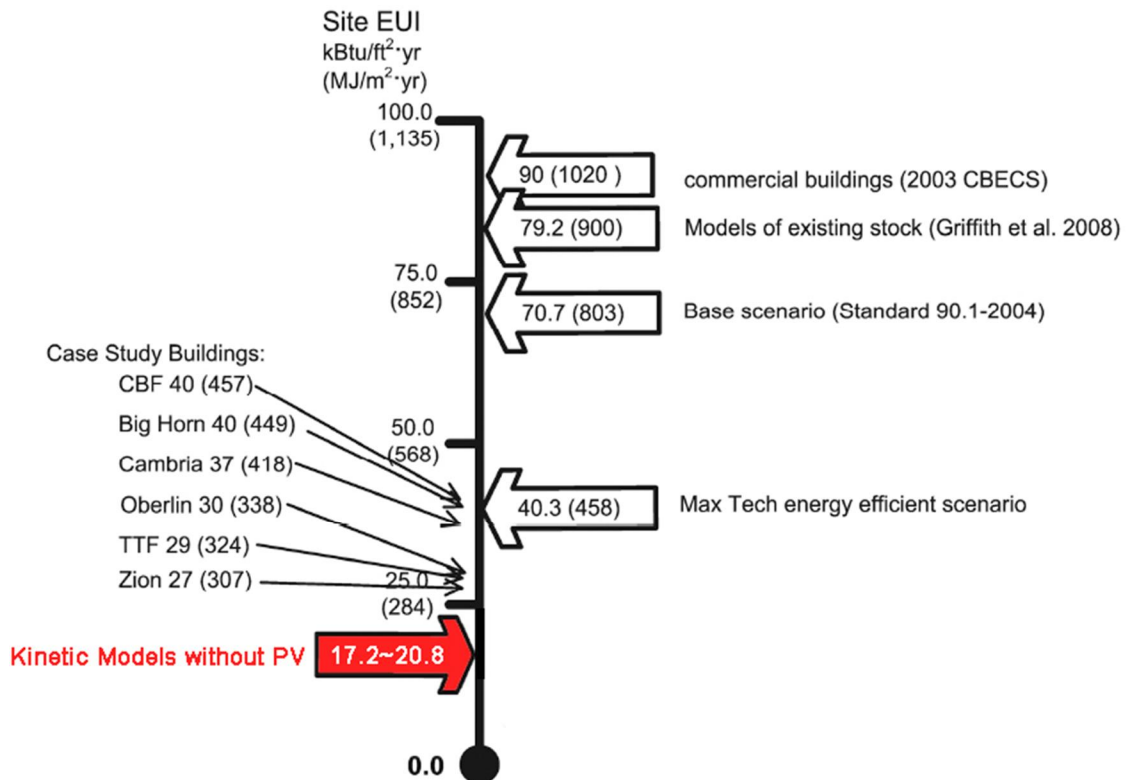 Site EUI
kBtu/ft²·yr
(MJ/m²·yr)
100.0
(1,135)
90 (1020 )
commercial buildings (2003 CBECS)
79.2 (900)
Models of existing stock (Griffith et al. 2008)
75.0
(852)
70.7 (803)
Base scenario (Standard 90.1-2004)
Case Study Buildings:
CBF 40 (457)
Big Horn 40 (449)
Cambria 37 (418)
Oberlin 30 (338)
TTF 29 (324)
Zion 27 (307)
50.0
(568)
40.3 (458)
Max Tech energy efficient scenario
25.0
(284)
Kinetic Models without PV
17.2~20.8
0.0